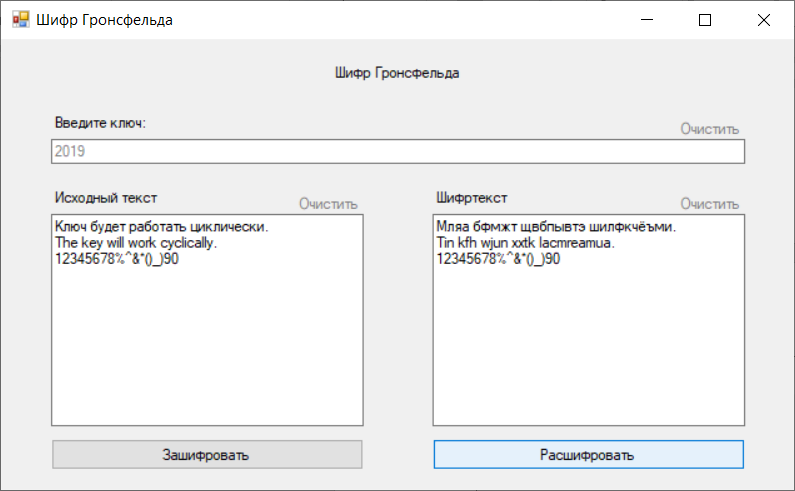 Шифр Гронсфельда
Шифр Гронсфельда
Введите ключ:
Очистить
2019
Исходный текст
Очистить
Шифртекст
Очистить
Ключ будет работать циклически.
The key will work cyclically.
12345678%^&*()_)90
Мляа бфмжт щвбпывтэ шилфкчёъми.
Tin kfh wjun xxtk lacmreamua.
12345678%^&*()_)90
Зашифровать
Расшифровать